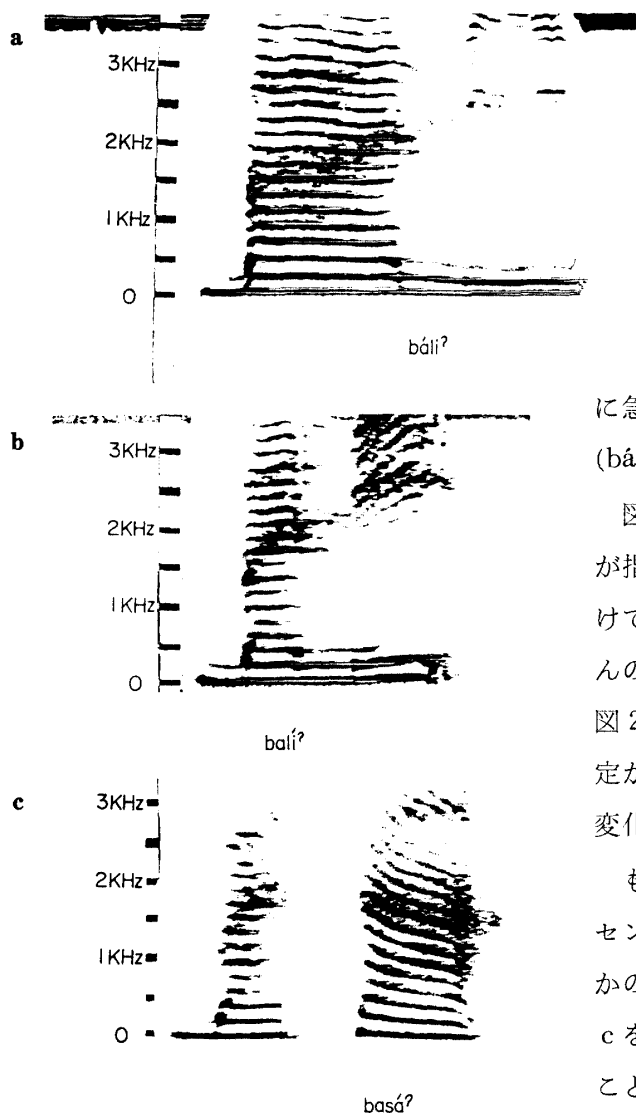 a
3KHz
2KHz
1KHz
0
báli?
b
3KHz
2KHz
1KHz
0
balí?
c
3KHz
2KHz
1KHz
0
basá?
に急
(bá
図
が指
けて
んの
図 2
定か
変化
も
セン
かの
c を
こと